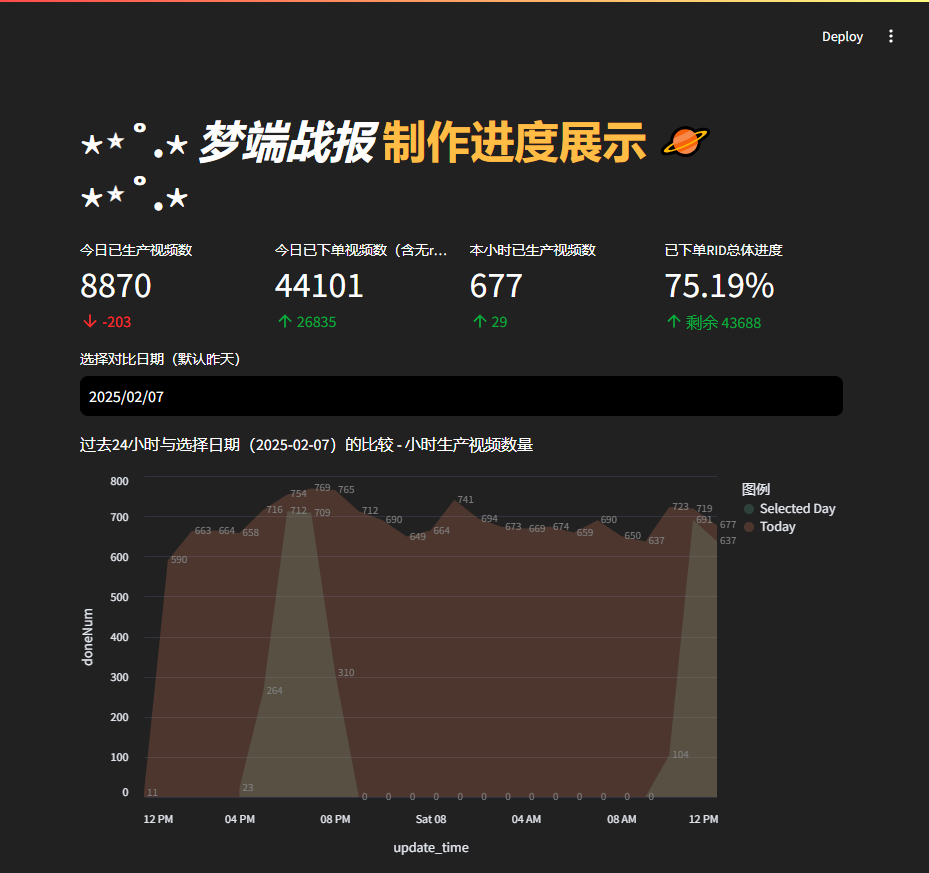 Deploy
⋆⋆˚.⋆ 梦端战报 制作进度展示 🪐
⋆⋆˚.⋆
今日已生产视频数
8870
↓ -203
今日已下单视频数（含无r…
44101
↑ 26835
本小时已生产视频数
677
↑ 29
已下单RID总体进度
75.19%
↑ 剩余 43688
选择对比日期（默认昨天）
2025/02/07
过去24小时与选择日期（2025-02-07）的比较 - 小时生产视频数量
图例
Selected Day
Today
doneNum
800
700
600
500
400
300
200
100
0
11 590 663 664 658 716 754 769 765 712 690 649 664 741 694 673 669 674 659 690 650 637 723 719 677
23 264 712 709 310 0 0 0 0 0 0 0 0 0 0 0 0 0 104 691 637
12 PM 04 PM 08 PM Sat 08 04 AM 08 AM 12 PM
update_time